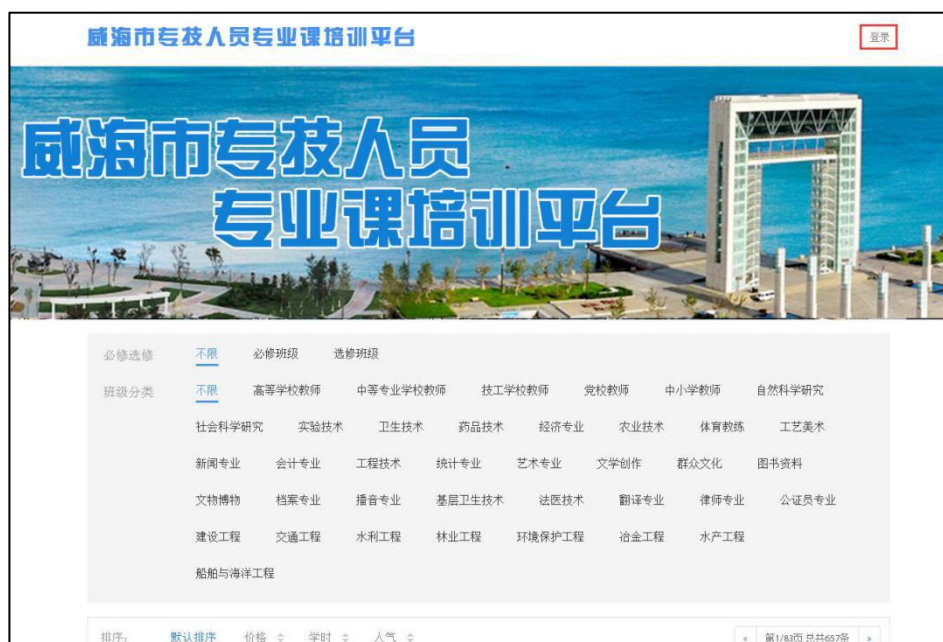 威海市专技人员专业课培训平台
登录
威海市专技人员
专业课培训平台
必修选修 不限 必修班级 选修班级
班级分类 不限 高等学校教师 中等专业学校教师 技工学校教师 党校教师 中小学教师 自然科学研究
社会科学研究 实验技术 卫生技术 药品技术 经济专业 农业技术 体育教练 工艺美术
新闻专业 会计专业 工程技术 统计专业 艺术专业 文学创作 群众文化 图书资料
文物博物 档案专业 播音专业 基层卫生技术 法医技术 翻译专业 律师专业 公证员专业
建设工程 交通工程 水利工程 林业工程 环境保护工程 冶金工程 水产工程
船舶与海洋工程
排序: 默认排序 价格 学时 人气 « 第1/83页 总共657条 »